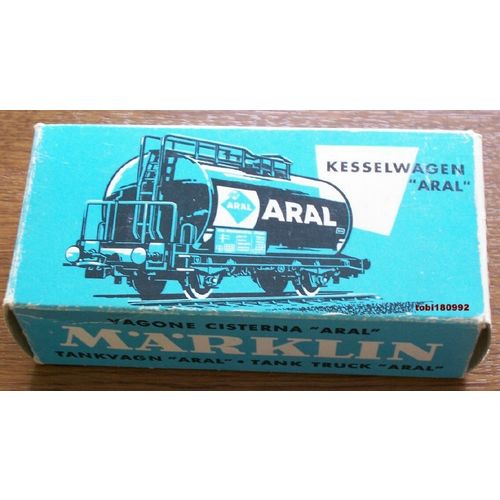 KESSELWAGEN
"ARAL"
ARAL
ARAL
tobi180992
VAGONE CISTERNA "ARAL"
MÄRKLIN
TANKVAGN "ARAL" • TANK TRUCK "ARAL"